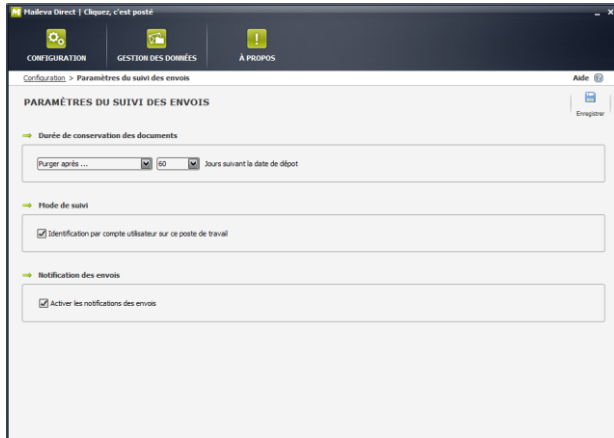 Maileva Direct | Cliquez, c'est posté
CONFIGURATION
GESTION DES DONNÉES
À PROPOS
Configuration > Paramètres du suivi des envois
Aide
PARAMÈTRES DU SUIVI DES ENVOIS
Enregistrer
Durée de conservation des documents
Purger après ... 60 Jours suivant la date de dépot
Mode de suivi
Identification par compte utilisateur sur ce poste de travail
Notification des envois
Activer les notifications des envois